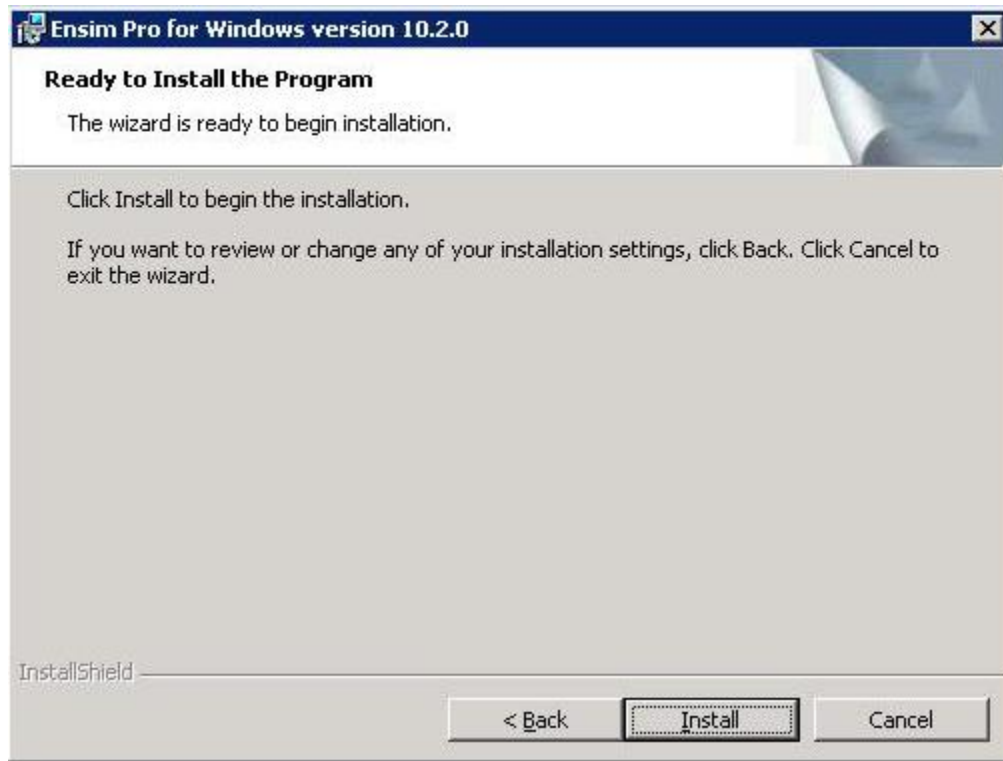 Ensim Pro for Windows version 10.2.0
Ready to Install the Program
The wizard is ready to begin installation.
Click Install to begin the installation.
If you want to review or change any of your installation settings, click Back. Click Cancel to
exit the wizard.
InstallShield
< Back Install Cancel